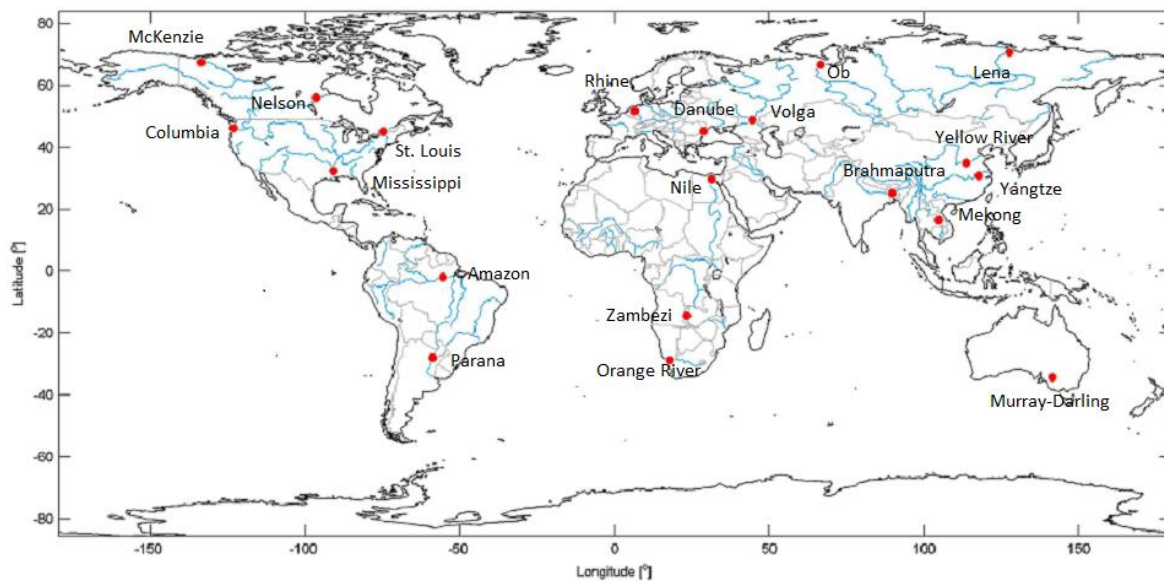 80
60
40
20
0
-20
-40
-60
-80
Latitude [°]
McKenzie
Nelson
Columbia
St. Louis
Mississippi
Amazon
Parana
Rhine
Danube
Volga
Ob
Lena
Yellow River
Brahmaputra
Yangtze
Nile
Mekong
Zambezi
Orange River
Murray-Darling
-150
-100
-50
0
50
100
150
Longitude [°]